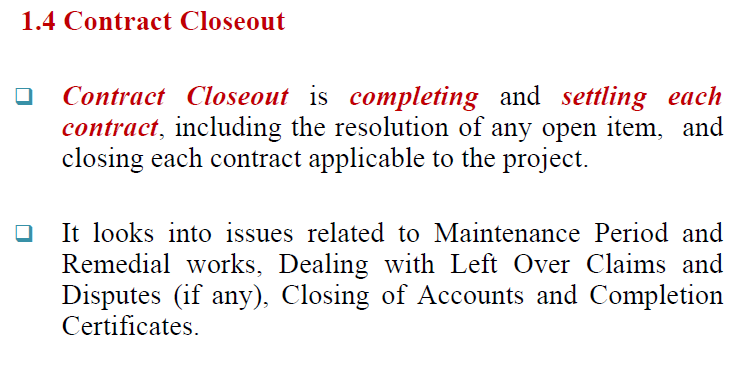 1.4 Contract Closeout
Contract Closeout is completing and settling each
contract, including the resolution of any open item, and
closing each contract applicable to the project.
It looks into issues related to Maintenance Period and
Remedial works, Dealing with Left Over Claims and
Disputes (if any), Closing of Accounts and Completion
Certificates.